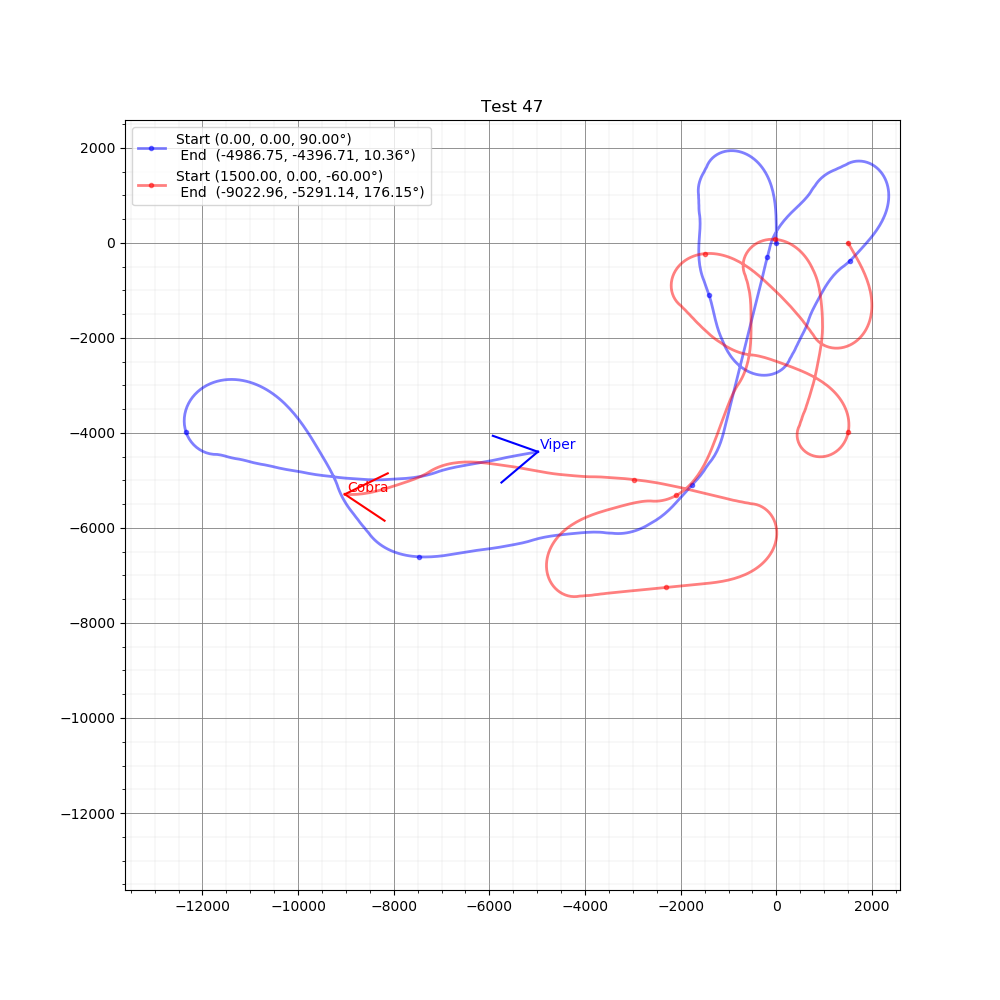 Test 47
Start (0.00, 0.00, 90.00°)
End (-4986.75, -4396.71, 10.36°)
Start (1500.00, 0.00, -60.00°)
End (-9022.96, -5291.14, 176.15°)
2000
0
−2000
−4000
−6000
−8000
−10000
−12000
Viper
Cobra
−12000 −10000 −8000 −6000 −4000 −2000 0 2000